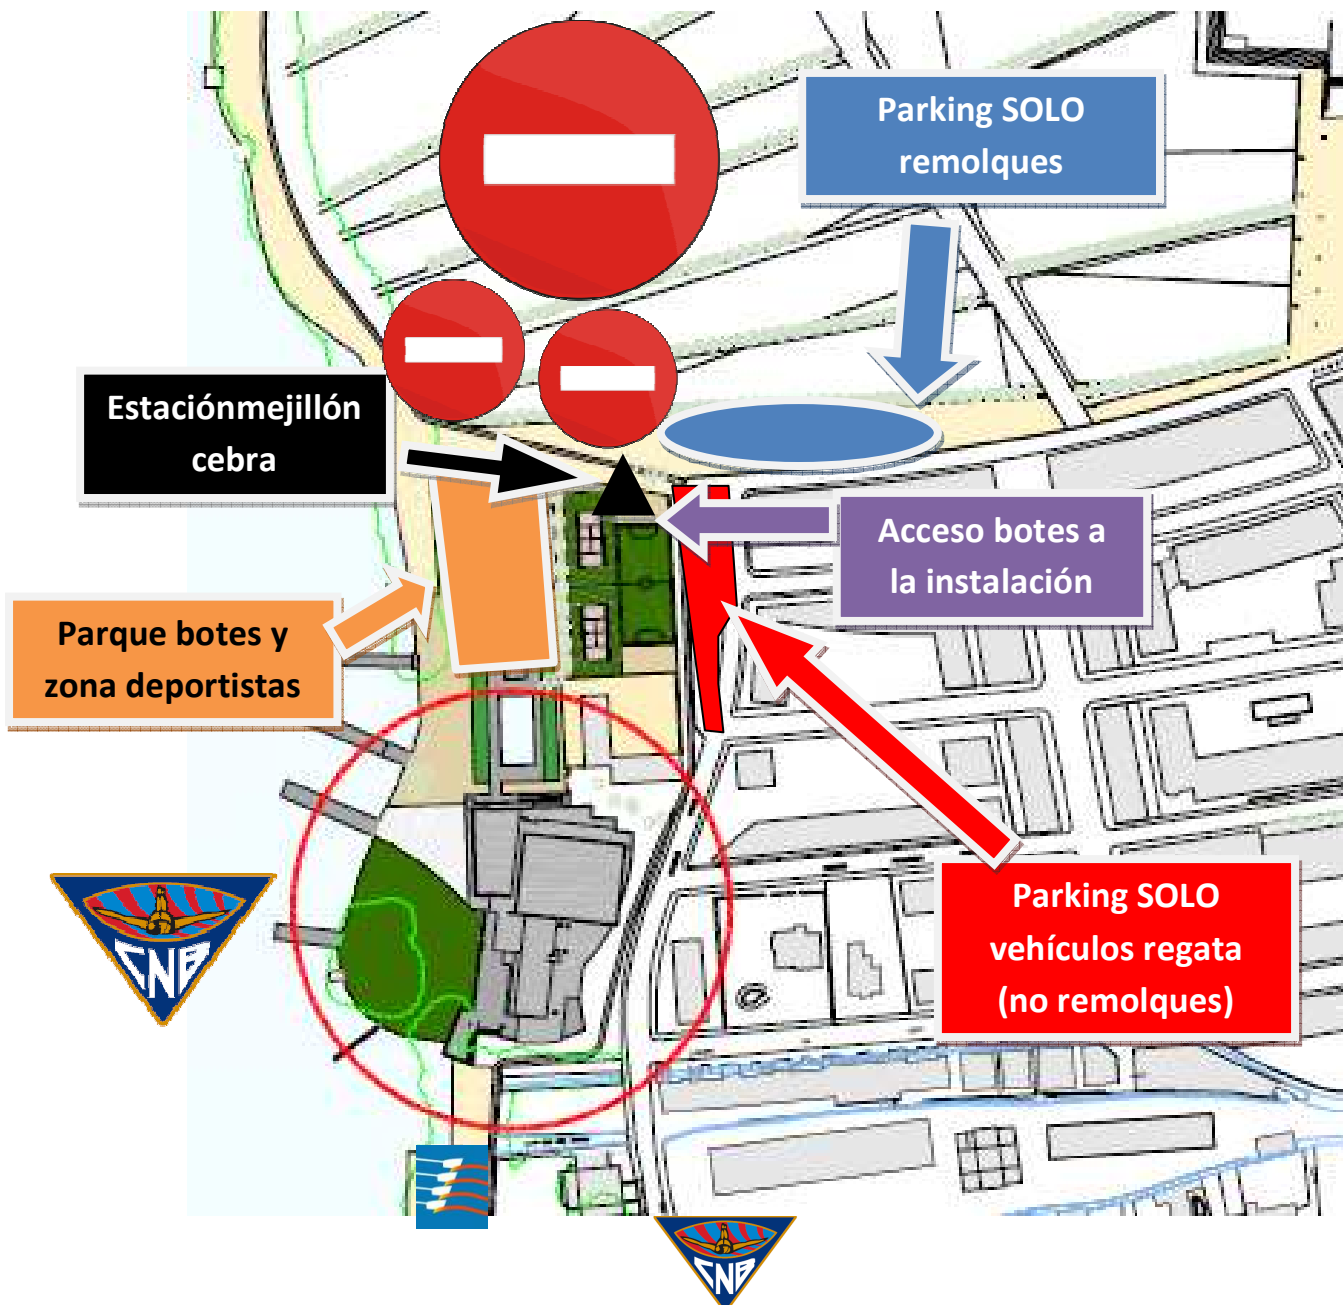 Parking SOLO
remolques
Estaciónmejillón
cebra
Acceso botes a
la instalación
Parque botes y
zona deportistas
Parking SOLO
vehículos regata
(no remolques)
CNB
CNB